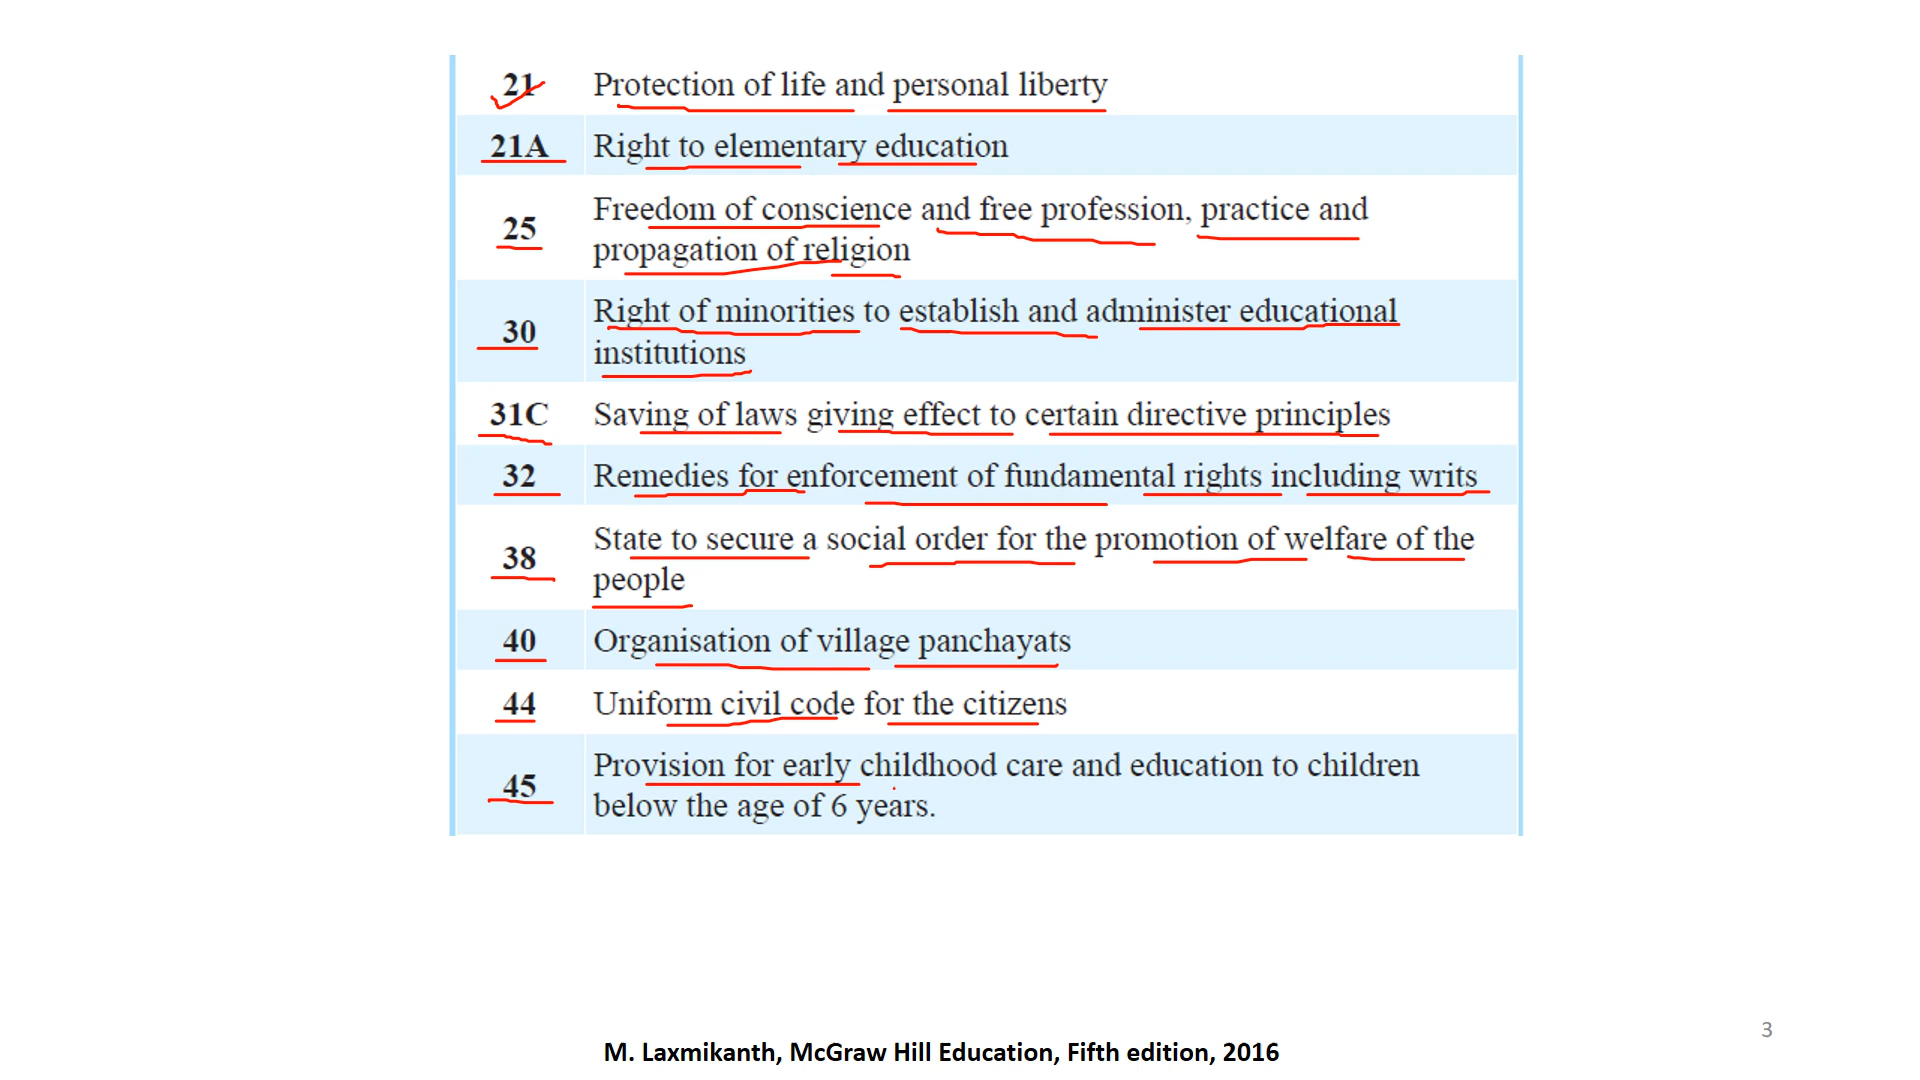 21 Protection of life and personal liberty
21A Right to elementary education
25 Freedom of conscience and free profession, practice and
propagation of religion
30 Right of minorities to establish and administer educational
institutions
31C Saving of laws giving effect to certain directive principles
32 Remedies for enforcement of fundamental rights including writs
38 State to secure a social order for the promotion of welfare of the
people
40 Organisation of village panchayats
44 Uniform civil code for the citizens
45 Provision for early childhood care and education to children
below the age of 6 years.
3
M. Laxmikanth, McGraw Hill Education, Fifth edition, 2016